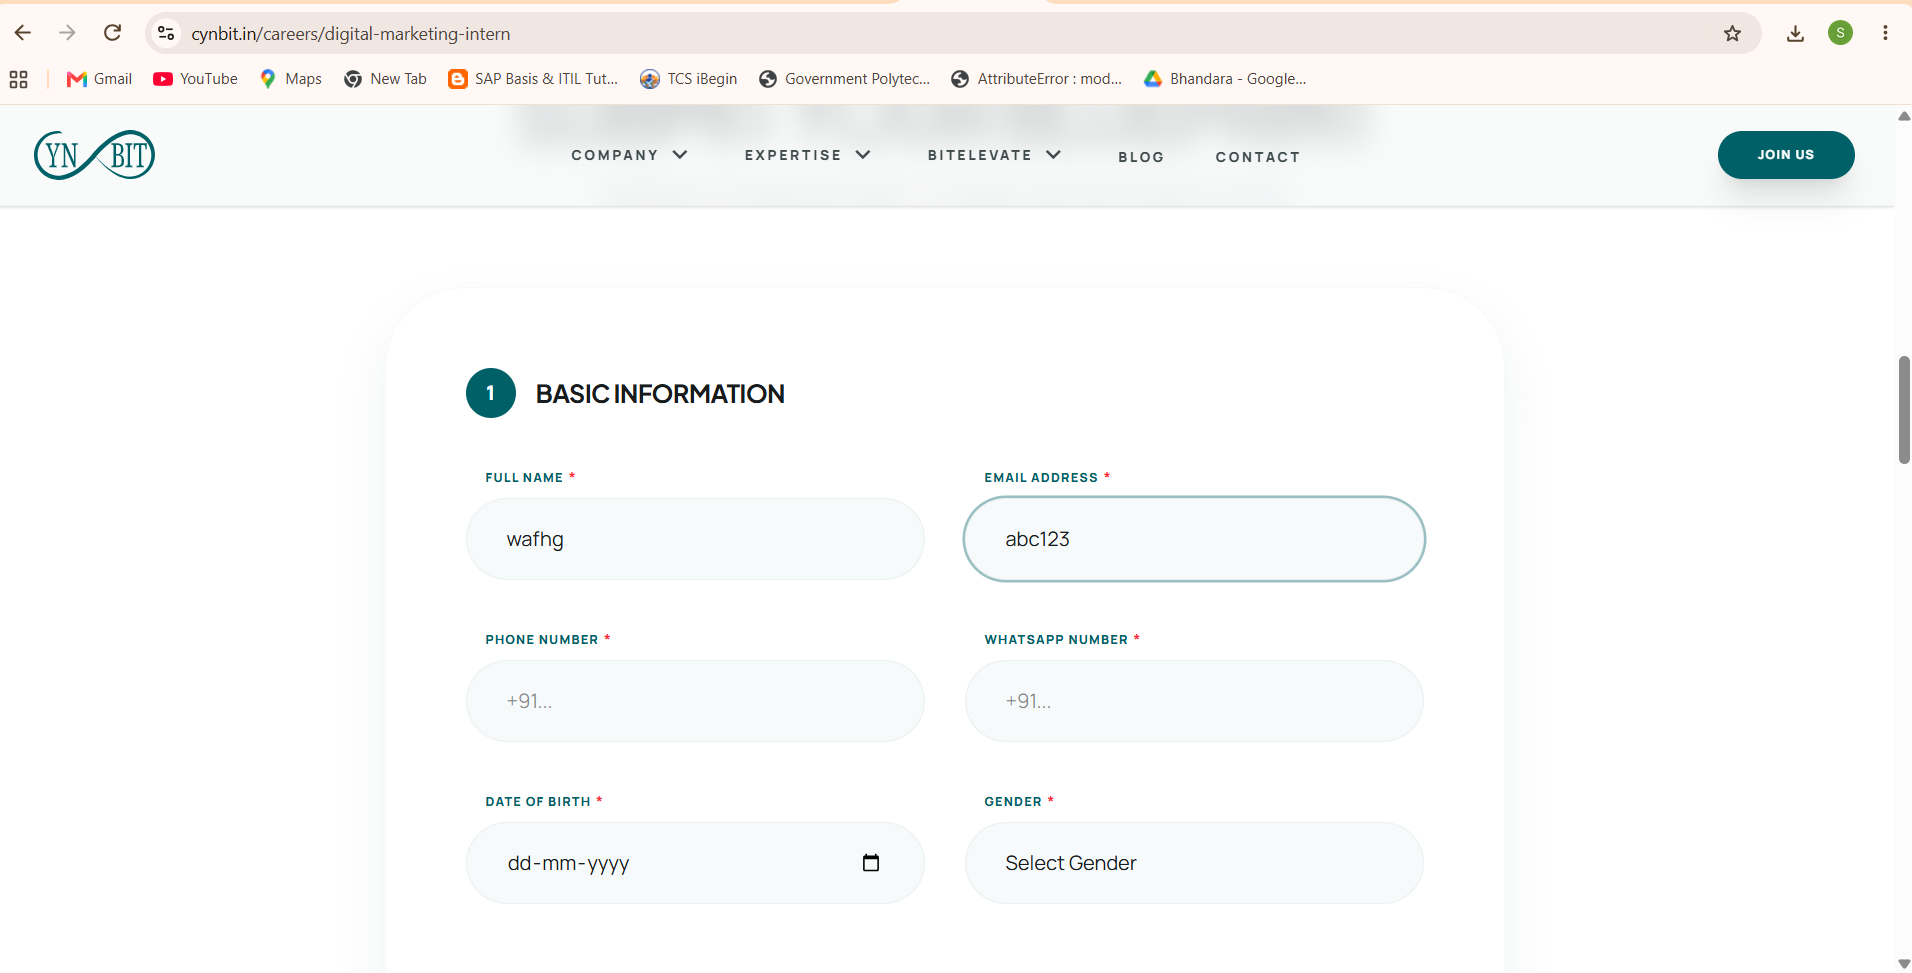 cynbit.in/careers/digital-marketing-intern
S
Gmail YouTube Maps New Tab SAP Basis & ITIL Tut... TCS iBegin Government Polytec... AttributeError : mod... Bhandara - Google...
CYN BIT COMPANY EXPERTISE BITELEVATE BLOG CONTACT JOIN US
1 BASIC INFORMATION
FULL NAME * EMAIL ADDRESS *
wafhg abc123
PHONE NUMBER * WHATSAPP NUMBER *
+91... +91...
DATE OF BIRTH * GENDER *
dd-mm-yyyy Select Gender